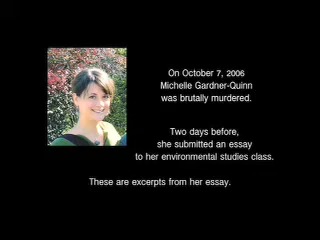 On October 7, 2006
Michelle Gardner-Quinn
was brutally murdered.
Two days before,
she submitted an essay
to her environmental studies class.
These are excerpts from her essay.